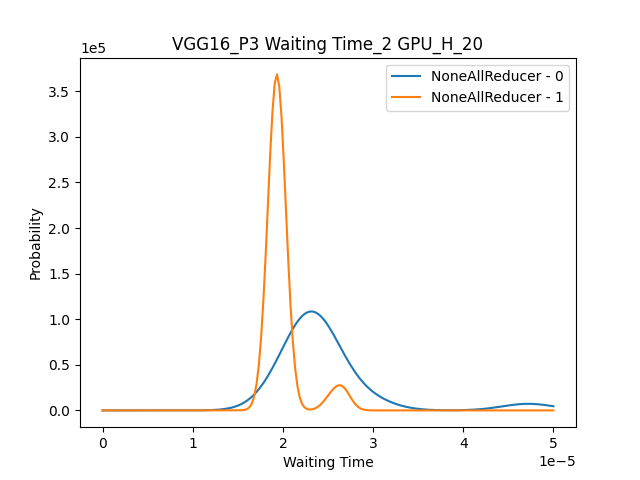 VGG16_P3 Waiting Time_2 GPU_H_20
1e5
NoneAllReducer - 0
NoneAllReducer - 1
3.5
3.0
2.5
2.0
1.5
1.0
0.5
0.0
Probability
0 1 2 3 4 5
1e−5
Waiting Time